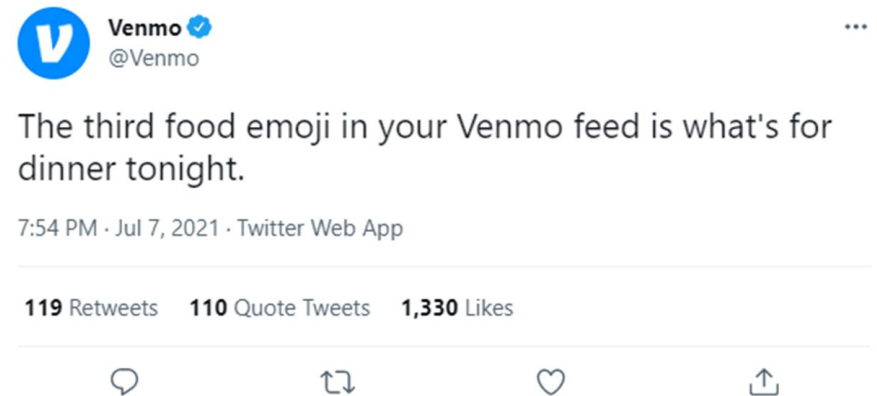 Venmo
@Venmo
The third food emoji in your Venmo feed is what's for
dinner tonight.
7:54 PM · Jul 7, 2021 · Twitter Web App
119 Retweets 110 Quote Tweets 1,330 Likes